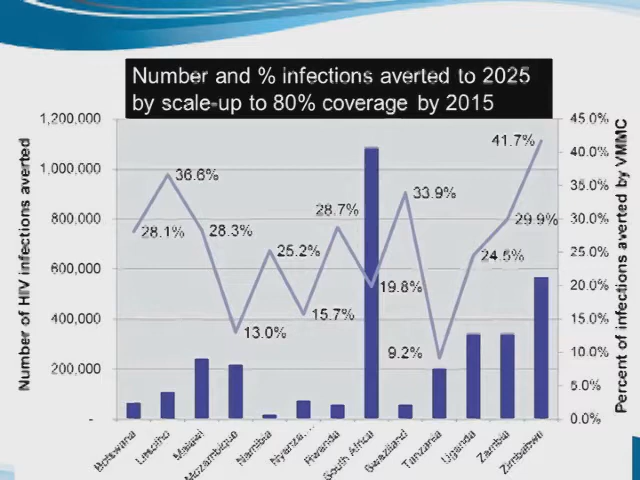 Number and % infections averted to 2025
by scale-up to 80% coverage by 2015
Number of HIV infections averted
1,200,000
1,000,000
800,000
600,000
400,000
200,000
-
45.0%
40.0%
35.0%
30.0%
25.0%
20.0%
15.0%
10.0%
5.0%
0.0%
Percent of infections averted by VMMC
28.1%
36.6%
28.3%
13.0%
25.2%
15.7%
28.7%
19.8%
33.9%
9.2%
24.5%
29.9%
41.7%
Botswana
Lesotho
Malawi
Mozambique
Namibia
Nyanza,...
Rwanda
South Africa
Swaziland
Tanzania
Uganda
Zambia
Zimbabwe